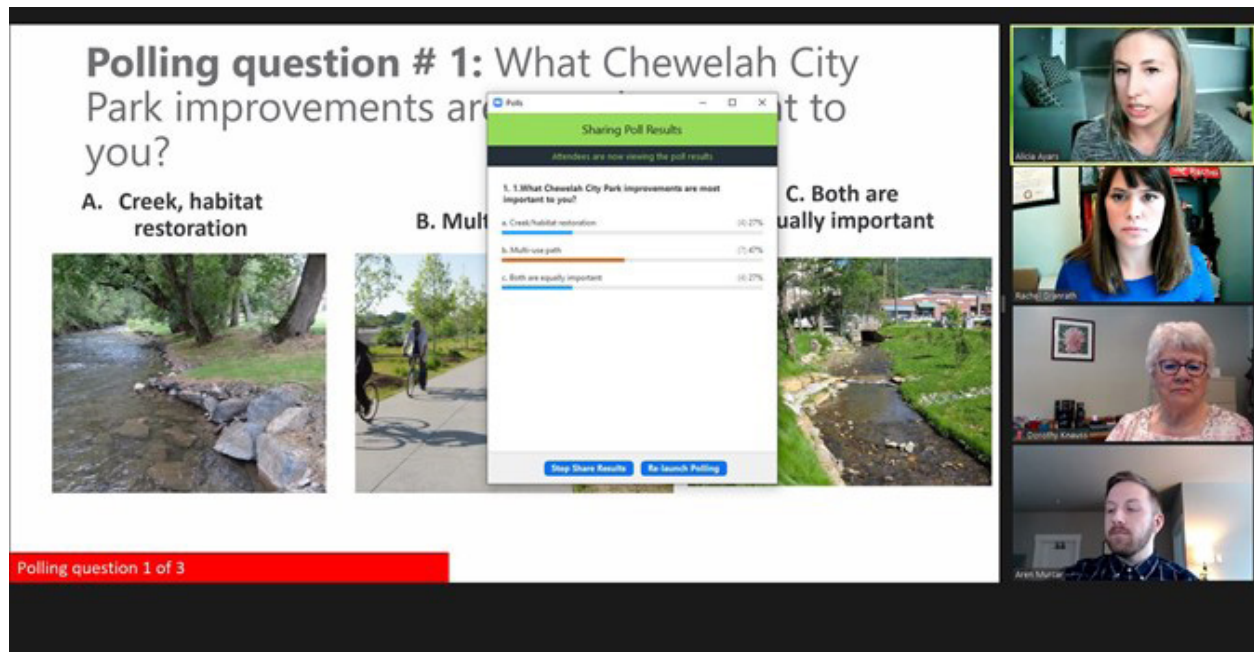 Polling question # 1: What Chewelah City
Park improvements are
t to
you?
A. Creek, habitat
restoration
B. Mult
C. Both are
ually important
Polls
Sharing Poll Results
Attendees are now viewing the poll results
1. 1.What Chewelah City Park improvements are most
important to you?
a. Creek/habitat restoration (4) 27%
b. Multi-use path (7) 47%
c. Both are equally important (4) 27%
Stop Share Results
Re-launch Polling
Polling question 1 of 3
Alicia Ayars
Rachel
Dorothy Knauss
Aren